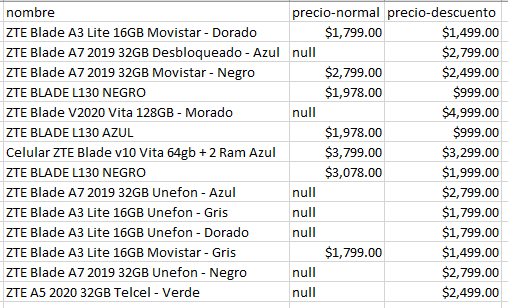 nombre precio-normal precio-descuento
ZTE Blade A3 Lite 16GB Movistar - Dorado $1,799.00 $1,499.00
ZTE Blade A7 2019 32GB Desbloqueado - Azul null $2,799.00
ZTE Blade A7 2019 32GB Movistar - Negro $2,799.00 $2,499.00
ZTE BLADE L130 NEGRO $1,978.00 $999.00
ZTE Blade V2020 Vita 128GB - Morado null $4,999.00
ZTE BLADE L130 AZUL $1,978.00 $999.00
Celular ZTE Blade v10 Vita 64gb + 2 Ram Azul $3,799.00 $3,299.00
ZTE BLADE L130 NEGRO $3,078.00 $1,999.00
ZTE Blade A7 2019 32GB Unefon - Azul null $2,799.00
ZTE Blade A3 Lite 16GB Unefon - Gris null $1,799.00
ZTE Blade A3 Lite 16GB Unefon - Dorado null $1,799.00
ZTE Blade A3 Lite 16GB Movistar - Gris $1,799.00 $1,499.00
ZTE Blade A7 2019 32GB Unefon - Negro null $2,799.00
ZTE A5 2020 32GB Telcel - Verde null $2,499.00